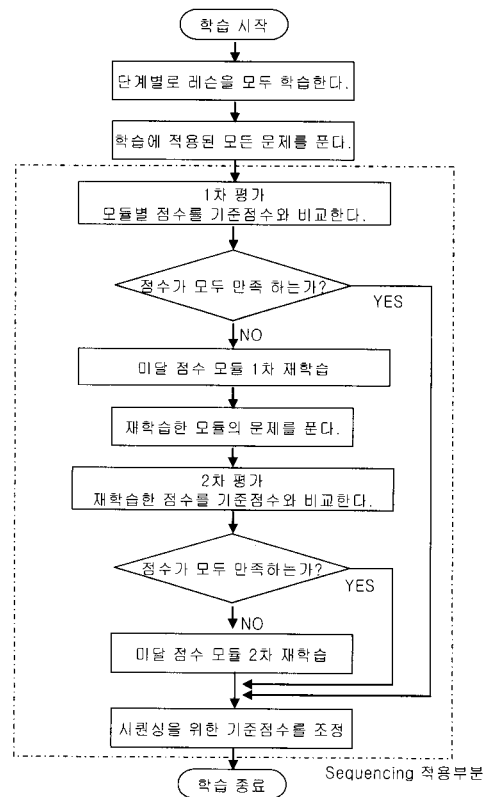 학습 시작
단계별로 레슨을 모두 학습한다.
학습에 적용된 모든 문제를 푼다.
1차 평가
모듈별 점수를 기준점수와 비교한다.
점수가 모두 만족 하는가?
YES
NO
미달 점수 모듈 1차 재학습
재학습한 모듈의 문제를 푼다.
2차 평가
재학습한 점수를 기준점수와 비교한다.
점수가 모두 만족하는가?
YES
NO
미달 점수 모듈 2차 재학습
시퀀싱을 위한 기준점수를 조정
Sequencing 적용부분
학습 종료